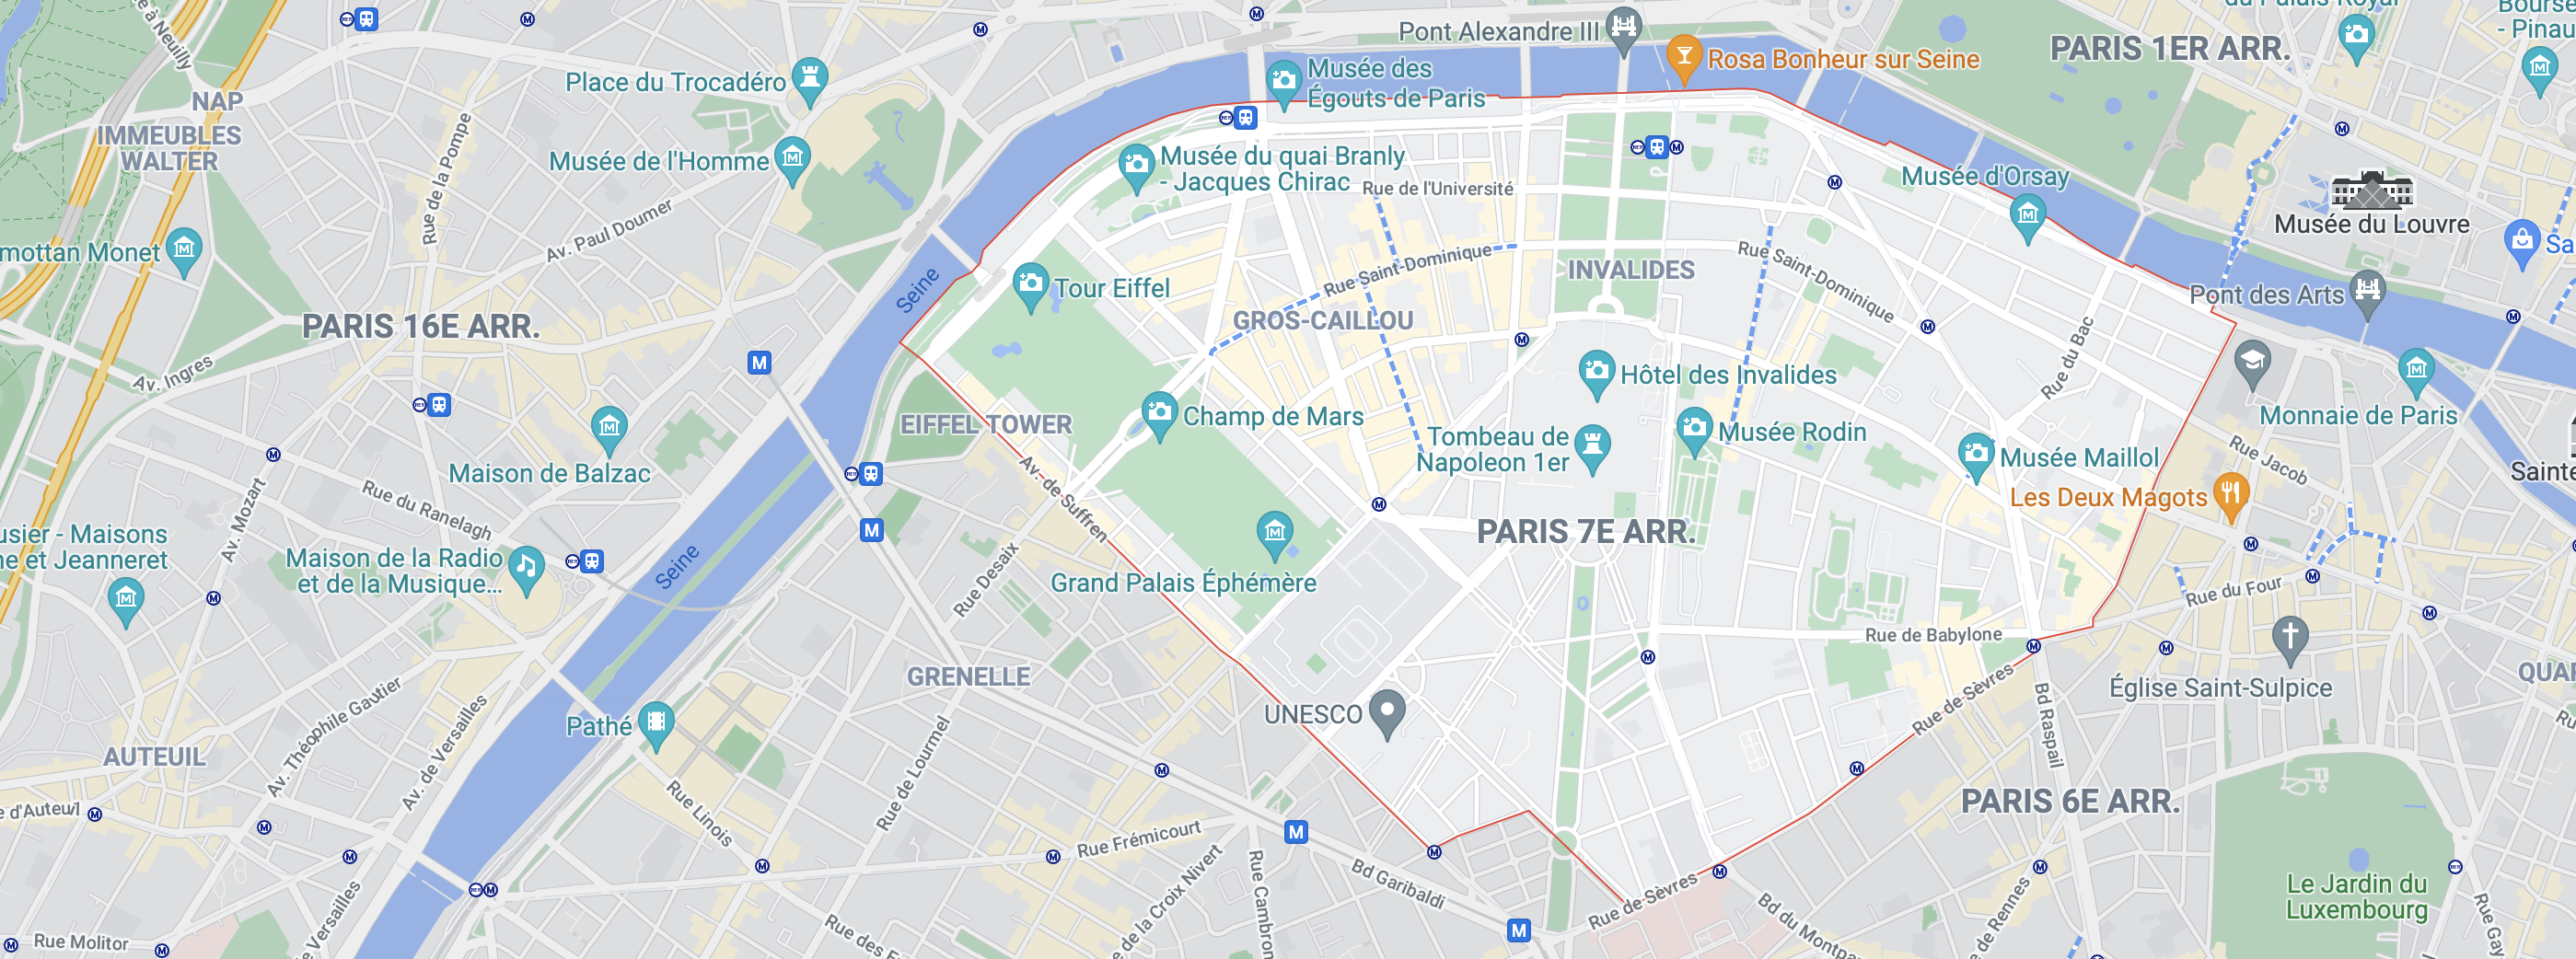 du Palais Royal
Bourse
- Pinau
Pont Alexandre III
PARIS 1ER ARR.
Rosa Bonheur sur Seine
Place du Trocadéro
Musée des
Égouts de Paris
NAP
IMMEUBLES
WALTER
à Neuilly
Rue de la Pompe
Musée de l'Homme
Musée du quai Branly
- Jacques Chirac
Rue de l'Université
Musée d'Orsay
Musée du Louvre
Sa
Av. Paul Doumer
mottan Monet
Seine
Tour Eiffel
Rue Saint-Dominique
INVALIDES
Rue Saint-Dominique
Pont des Arts
PARIS 16E ARR.
GROS-CAILLOU
Av. Ingres
Rue du Bac
Hôtel des Invalides
Monnaie de Paris
EIFFEL TOWER
Champ de Mars
Tombeau de
Napoleon 1er
Musée Rodin
Musée Maillol
Rue Jacob
Sainte
Maison de Balzac
Les Deux Magots
Av. de Suffren
Rue du Ranelagh
Av. Mozart
PARIS 7E ARR.
usier - Maisons
he et Jeanneret
Maison de la Radio
et de la Musique...
Seine
Rue Desaix
Grand Palais Éphémère
Rue du Four
Rue de Babylone
GRENELLE
Église Saint-Sulpice
QUAR
Rue de Sèvres
Bd Raspail
UNESCO
Pathé
Av. Théophile Gautier
Av. de Versailles
AUTEUIL
Rue de Lourmel
Rue Linois
PARIS 6E ARR.
e d'Auteuil
Rue Frémicourt
Bd Garibaldi
Rue Cambron
de la Croix Nivert
Rue de Sèvres
Bd du Montpa
de Rennes
Le Jardin du
Luxembourg
Rue Gay
Rue Molitor
Versailles
Rue des E